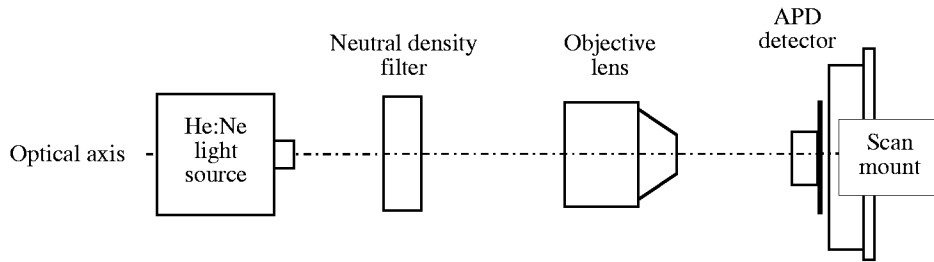 APD
detector
Neutral density
filter
Objective
lens
Optical axis
He:Ne
light
source
Scan
mount